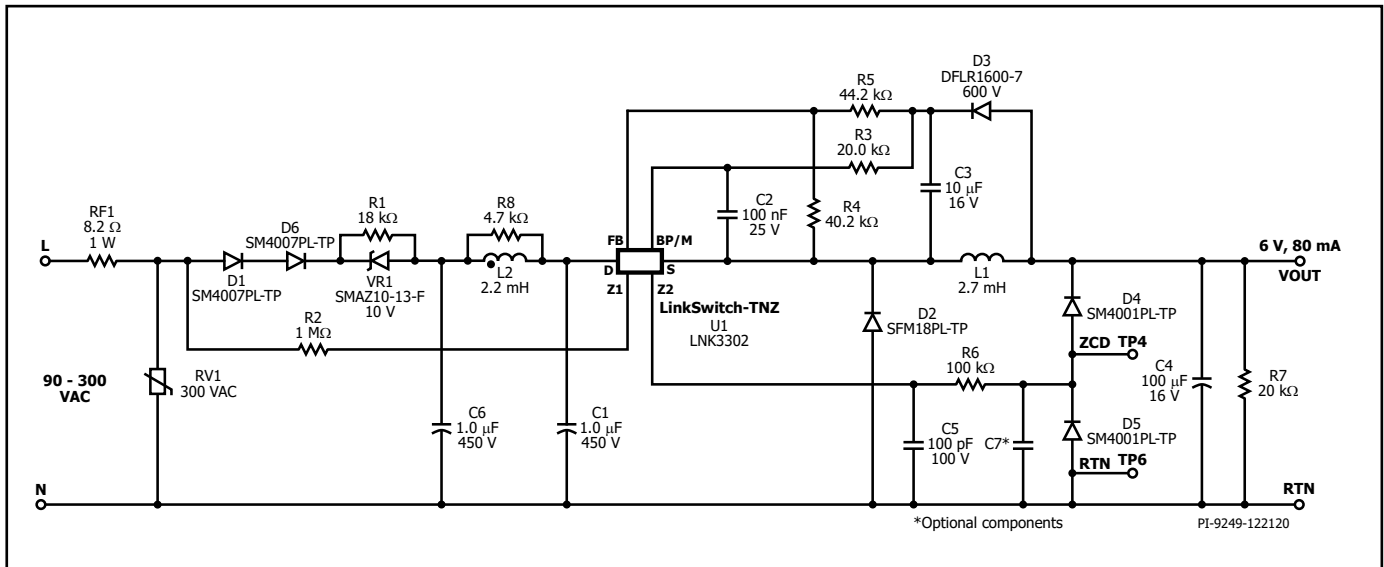 D3
DFLR1600-7
600 V
R5
44.2 kΩ
R3
20.0 kΩ
C3
10 µF
16 V
C2
100 nF
25 V
R4
40.2 kΩ
R1
18 kΩ
R8
4.7 kΩ
RF1
8.2 Ω
1 W
D6
SM4007PL-TP
L
D1
SM4007PL-TP
VR1
SMAZ10-13-F
10 V
L2
2.2 mH
FB
BP/M
D
S
Z1
Z2
LinkSwitch-TNZ
U1
LNK3302
L1
2.7 mH
6 V, 80 mA
VOUT
R2
1 MΩ
D2
SFM18PL-TP
D4
SM4001PL-TP
ZCD TP4
R6
100 kΩ
90 - 300
VAC
RV1
300 VAC
C6
1.0 µF
450 V
C1
1.0 µF
450 V
C5
100 pF
100 V
C7*
D5
SM4001PL-TP
RTN TP6
C4
100 µF
16 V
R7
20 kΩ
N
RTN
*Optional components
PI-9249-122120